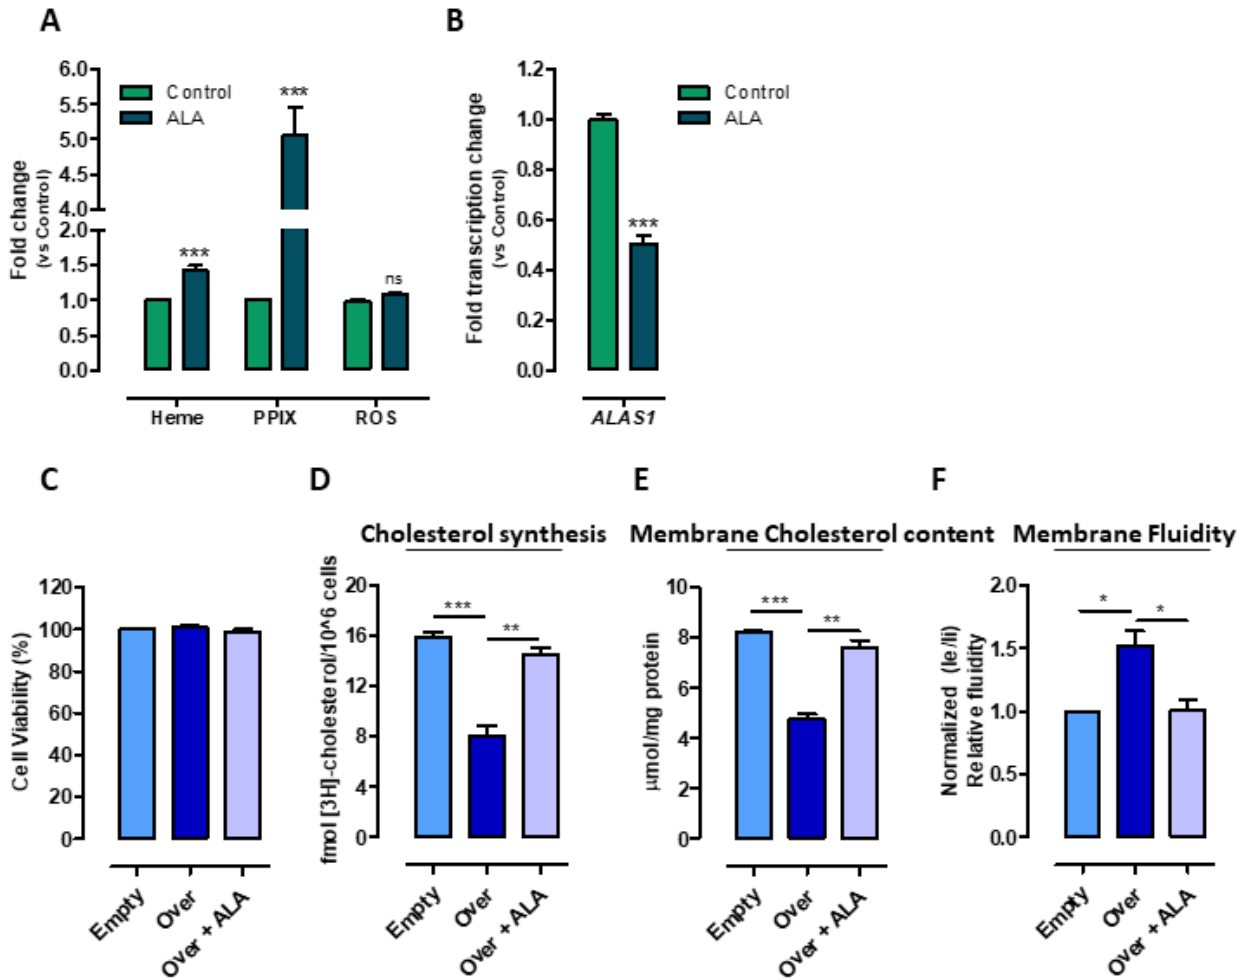 A
Fold change
(vs Control)
6.0
5.5
5.0
4.5
4.0
2.0
1.5
1.0
0.5
0.0
Control
ALA
***
***
ns
Heme PPIX ROS
B
Fold transcription change
(vs Control)
1.2
1.0
0.8
0.6
0.4
0.2
0.0
Control
ALA
***
ALAS1
C
Cell Viability (%)
120
100
80
60
40
20
0
Empty
Over
Over + ALA
D
Cholesterol synthesis
fmol [3H]-cholesterol/10^6 cells
20
16
12
8
4
0
***
**
Empty
Over
Over + ALA
E
Membrane Cholesterol content
µmol/mg protein
10
8
6
4
2
0
***
**
Empty
Over
Over + ALA
F
Membrane Fluidity
Normalized (Ie/Ii)
Relative fluidity
2.0
1.5
1.0
0.5
0.0
*
*
Empty
Over
Over + ALA